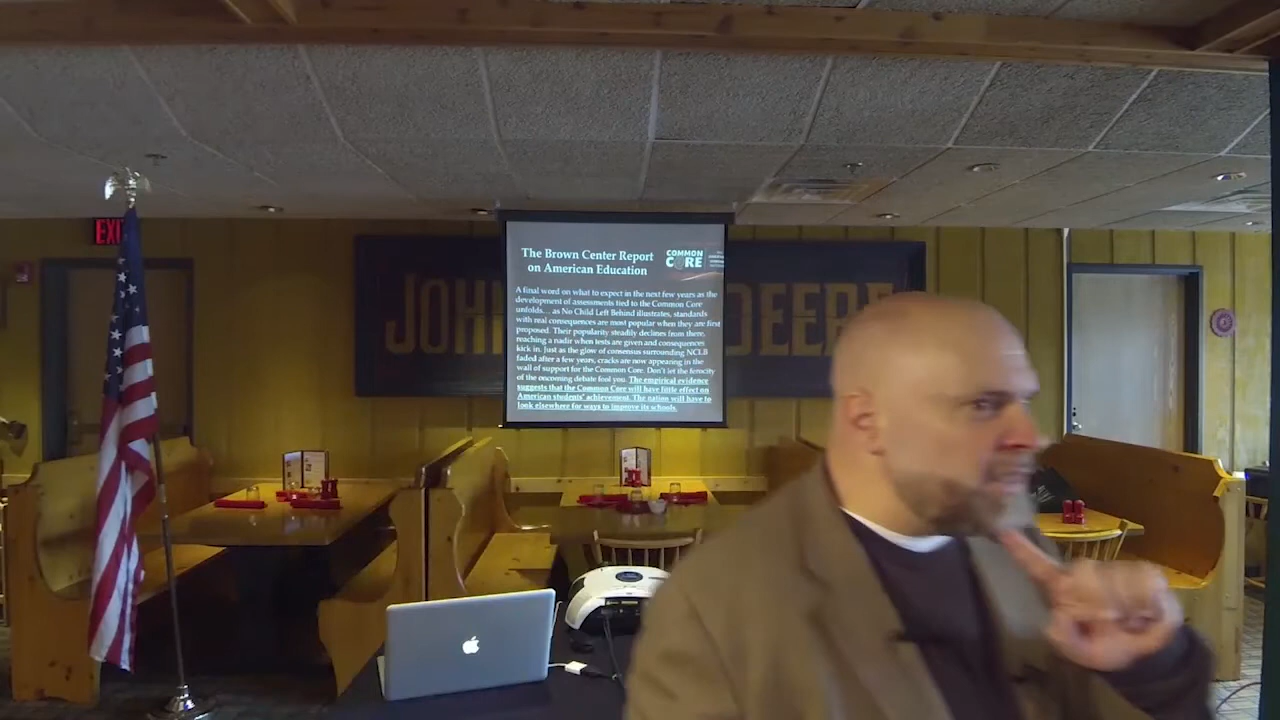 EXI
The Brown Center Report
on American Education
COMMON
CORE
A final word on what to expect in the next few years as the
development of assessments tied to the Common Core
unfolds... as No Child Left Behind illustrates, standards
with real consequences are most popular when they are first
proposed. Their popularity steadily declines from there,
reaching a nadir when tests are given and consequences
kick in. Just as the glow of consensus surrounding NCLB
faded after a few years, cracks are now appearing in the
wall of support for the Common Core. Don't let the ferocity
of the oncoming debate fool you. The empirical evidence
suggests that the Common Core will have little effect on
American students' achievement. The nation will have to
look elsewhere for ways to improve its schools.
JOHN DEERE